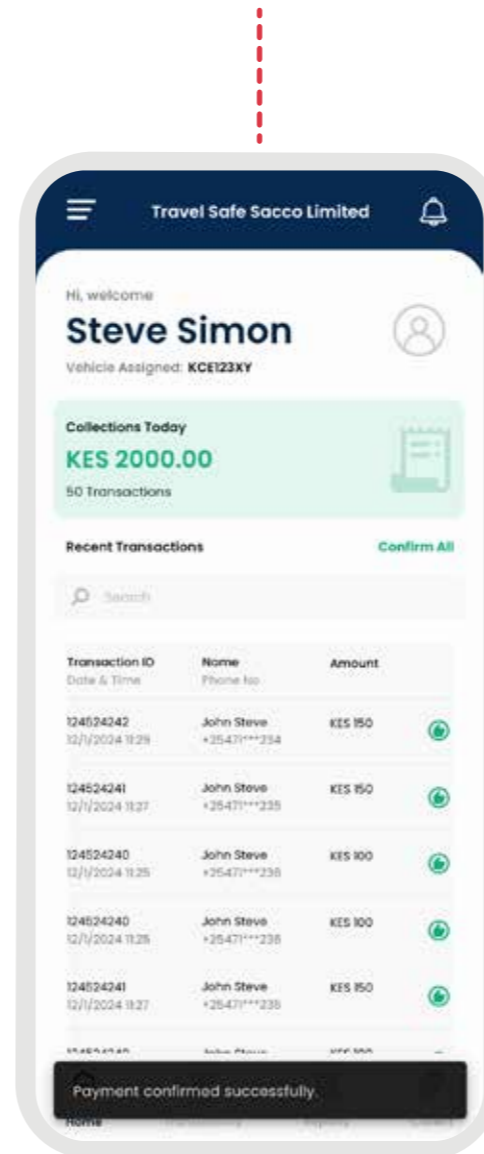 Travel Safe Sacco Limited
Hi, welcome
Steve Simon
Vehicle Assigned: KCE123XY
Collections Today
KES 2000.00
50 Transactions
Recent Transactions Confirm All
Search
Transaction ID Name Amount
Date & Time Phone No
124524242 John Steve KES 150
12/1/2024 11:29 +25471***234
124524241 John Steve KES 150
12/1/2024 11:27 +25471***235
124524240 John Steve KES 100
12/1/2024 11:25 +25471***236
124524240 John Steve KES 100
12/1/2024 11:25 +25471***236
124524241 John Steve KES 150
12/1/2024 11:27 +25471***235
Payment confirmed successfully.
Home